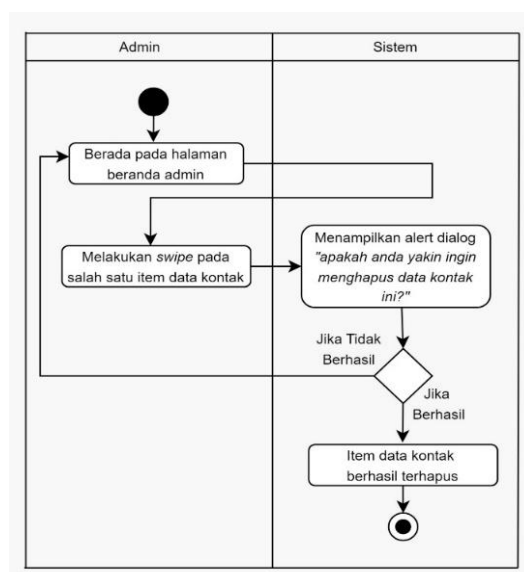 Admin
Sistem
Berada pada halaman
beranda admin
Melakukan swipe pada
salah satu item data kontak
Menampilkan alert dialog
"apakah anda yakin ingin
menghapus data kontak
ini?"
Jika Tidak
Berhasil
Jika
Berhasil
Item data kontak
berhasil terhapus